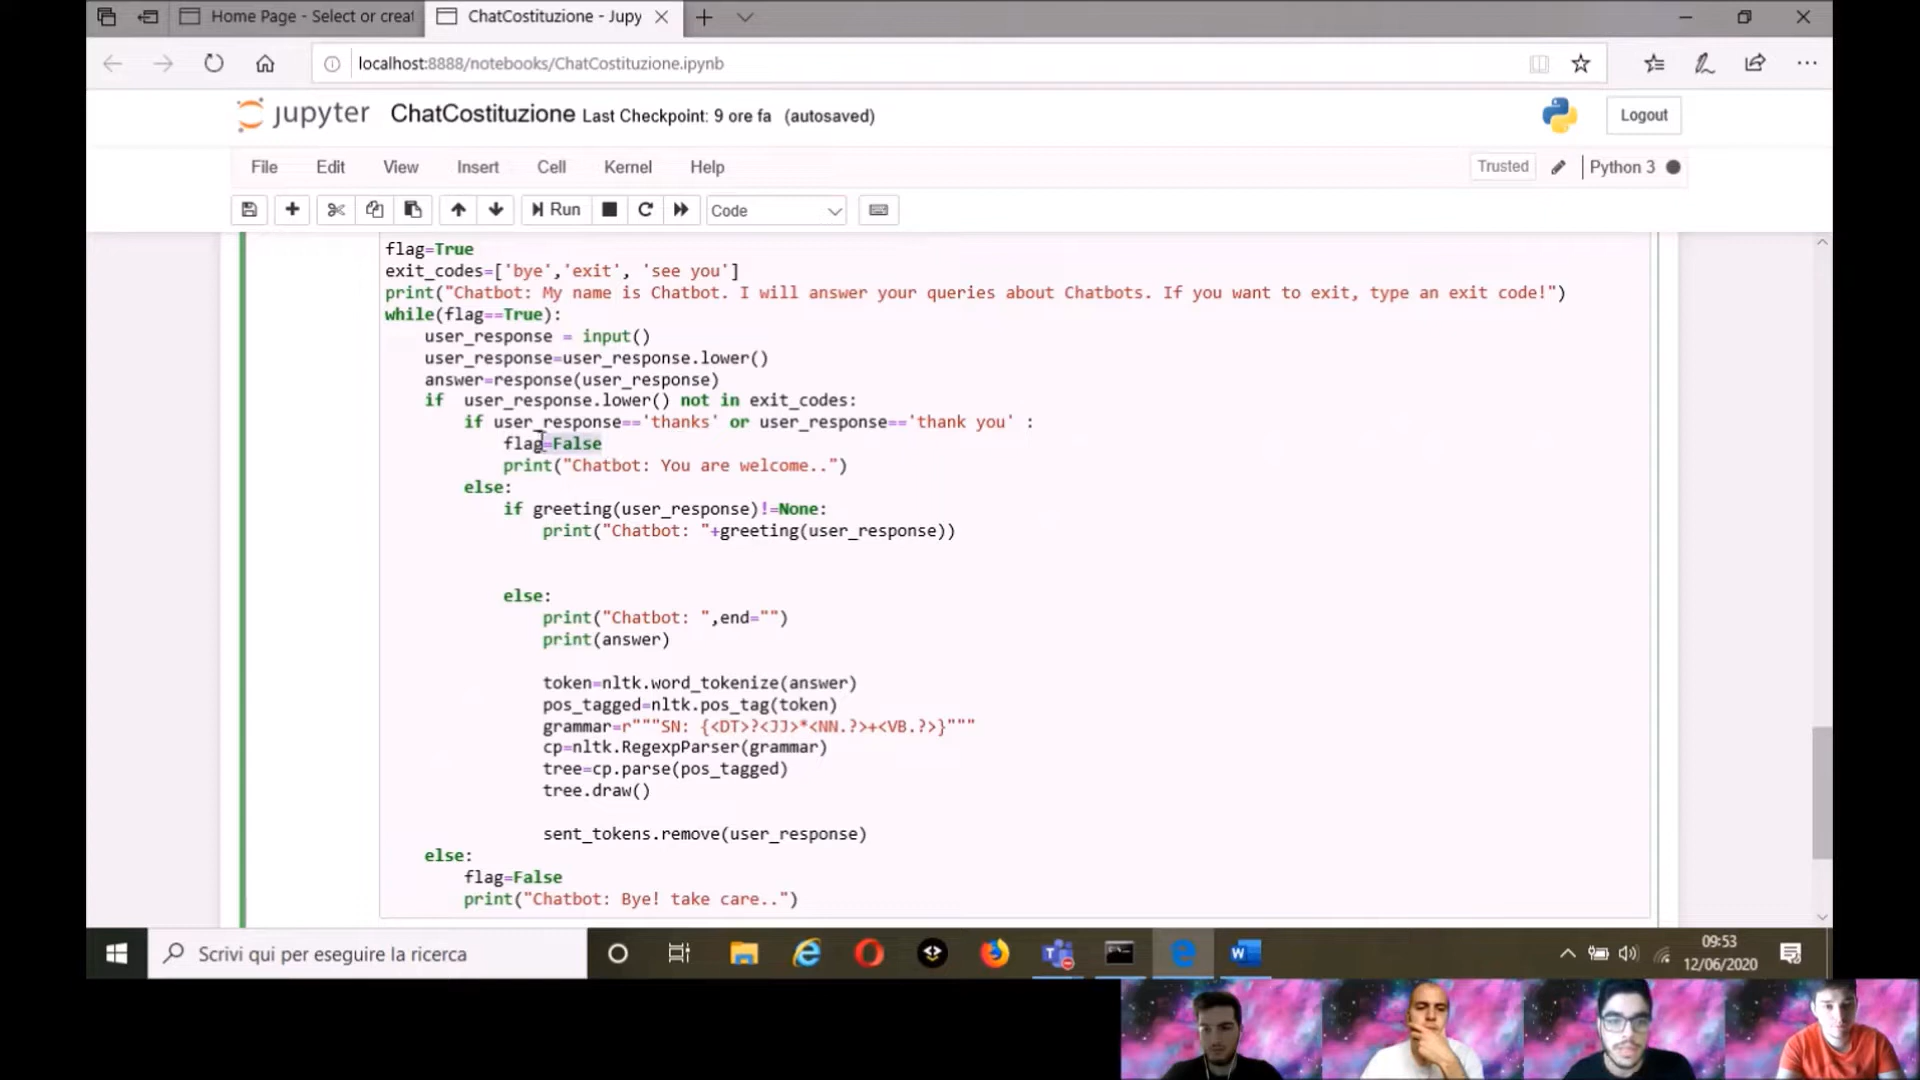 Home Page - Select or creat
ChatCostituzione - Jupy
localhost:8888/notebooks/ChatCostituzione.ipynb
jupyter ChatCostituzione Last Checkpoint: 9 ore fa (autosaved)
Logout
File Edit View Insert Cell Kernel Help
Trusted
Python 3
Run
Code
flag=True
exit_codes=['bye','exit', 'see you']
print("Chatbot: My name is Chatbot. I will answer your queries about Chatbots. If you want to exit, type an exit code!")
while(flag==True):
    user_response = input()
    user_response=user_response.lower()
    answer=response(user_response)
    if  user_response.lower() not in exit_codes:
        if user_response=='thanks' or user_response=='thank you' :
            flag=False
            print("Chatbot: You are welcome..")
        else:
            if greeting(user_response)!=None:
                print("Chatbot: "+greeting(user_response))
            else:
                print("Chatbot: ",end="")
                print(answer)
                token=nltk.word_tokenize(answer)
                pos_tagged=nltk.pos_tag(token)
                grammar=r"""SN: {<DT>?<JJ>*<NN.?>+<VB.?>}"""
                cp=nltk.RegexpParser(grammar)
                tree=cp.parse(pos_tagged)
                tree.draw()
                sent_tokens.remove(user_response)
    else:
        flag=False
        print("Chatbot: Bye! take care..")
Scrivi qui per eseguire la ricerca
09:53
12/06/2020